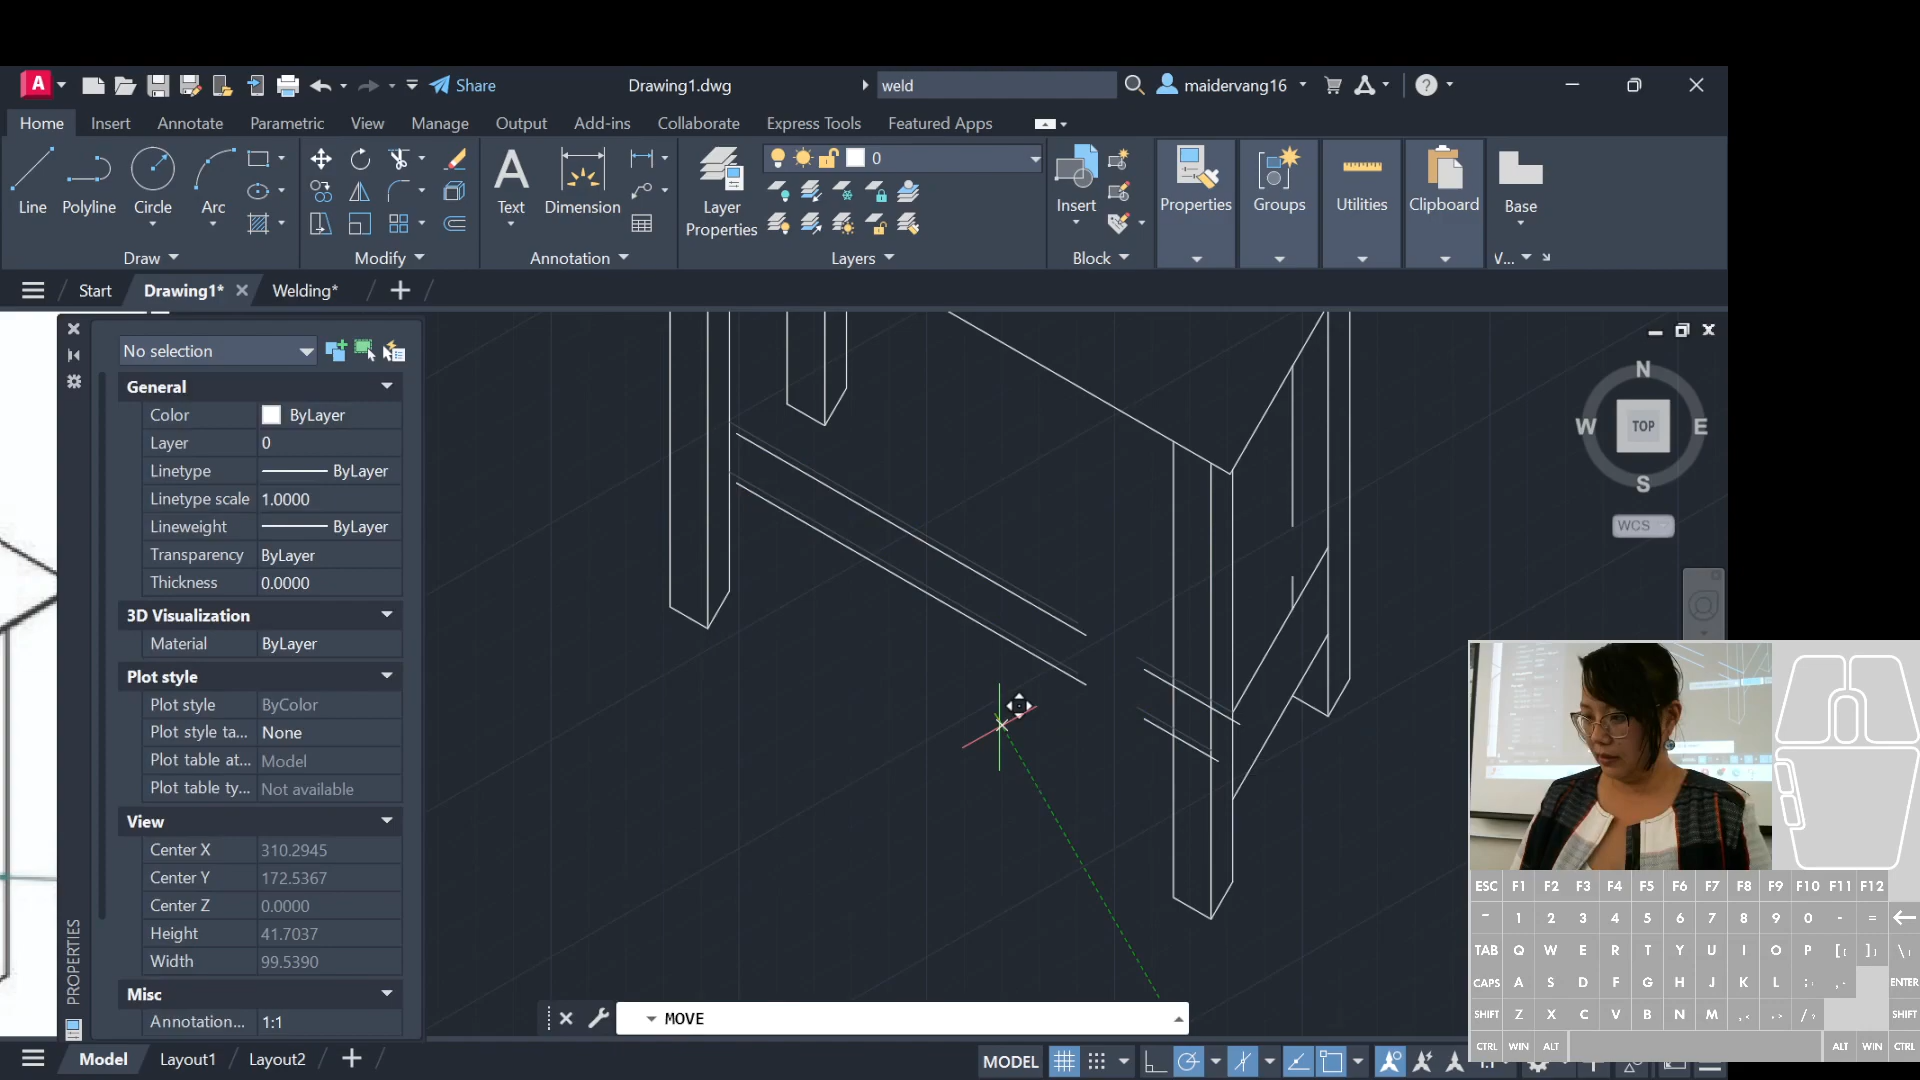 A
Share
Drawing1.dwg
weld
maidervang16
Home Insert Annotate Parametric View Manage Output Add-ins Collaborate Express Tools Featured Apps
0
Line Polyline Circle Arc
A
Text Dimension
Layer Properties
Insert
Properties Groups Utilities Clipboard Base
Draw Modify Annotation Layers Block V...
Start Drawing1* Welding*
No selection
General
Color ByLayer
Layer 0
Linetype ByLayer
Linetype scale 1.0000
Lineweight ByLayer
Transparency ByLayer
Thickness 0.0000
3D Visualization
Material ByLayer
Plot style
Plot style ByColor
Plot style ta... None
Plot table at... Model
Plot table ty... Not available
View
Center X 310.2945
Center Y 172.5367
Center Z 0.0000
Height 41.7037
Width 99.5390
Misc
Annotation... 1:1
PROPERTIES
N
W TOP E
S
WCS
MOVE
Model Layout1 Layout2
MODEL
ESC F1 F2 F3 F4 F5 F6 F7 F8 F9 F10 F11 F12
~ 1 2 3 4 5 6 7 8 9 0 - =
TAB Q W E R T Y U I O P [{ ]} \|
CAPS A S D F G H J K L ; ENTER
SHIFT Z X C V B N M ,< .> /? SHIFT
CTRL WIN ALT ALT WIN CTRL